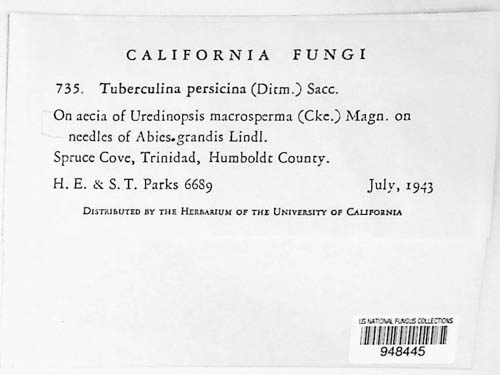 CALIFORNIA FUNGI
735. Tuberculina persicina (Ditm.) Sacc.
On aecia of Uredinopsis macrosperma (Cke.) Magn. on
needles of Abies grandis Lindl.
Spruce Cove, Trinidad, Humboldt County.
H. E. & S. T. Parks 6689 July, 1943
Distributed by the Herbarium of the University of California
US NATIONAL FUNGUS COLLECTIONS
948445